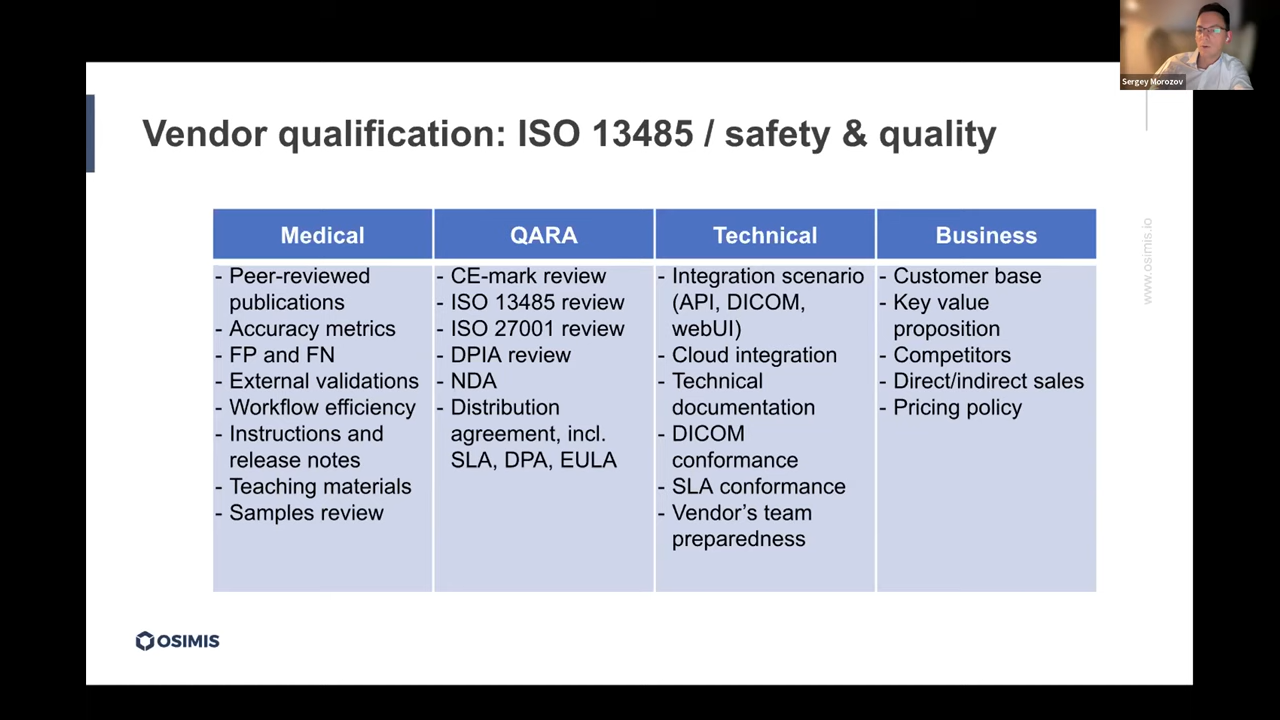 Sergey Morozov
Vendor qualification: ISO 13485 / safety & quality
www.osimis.io
Medical
- Peer-reviewed
publications
- Accuracy metrics
- FP and FN
- External validations
- Workflow efficiency
- Instructions and
release notes
- Teaching materials
- Samples review
QARA
- CE-mark review
- ISO 13485 review
- ISO 27001 review
- DPIA review
- NDA
- Distribution
agreement, incl.
SLA, DPA, EULA
Technical
- Integration scenario
(API, DICOM,
webUI)
- Cloud integration
- Technical
documentation
- DICOM
conformance
- SLA conformance
- Vendor’s team
preparedness
Business
- Customer base
- Key value
proposition
- Competitors
- Direct/indirect sales
- Pricing policy
OSIMIS